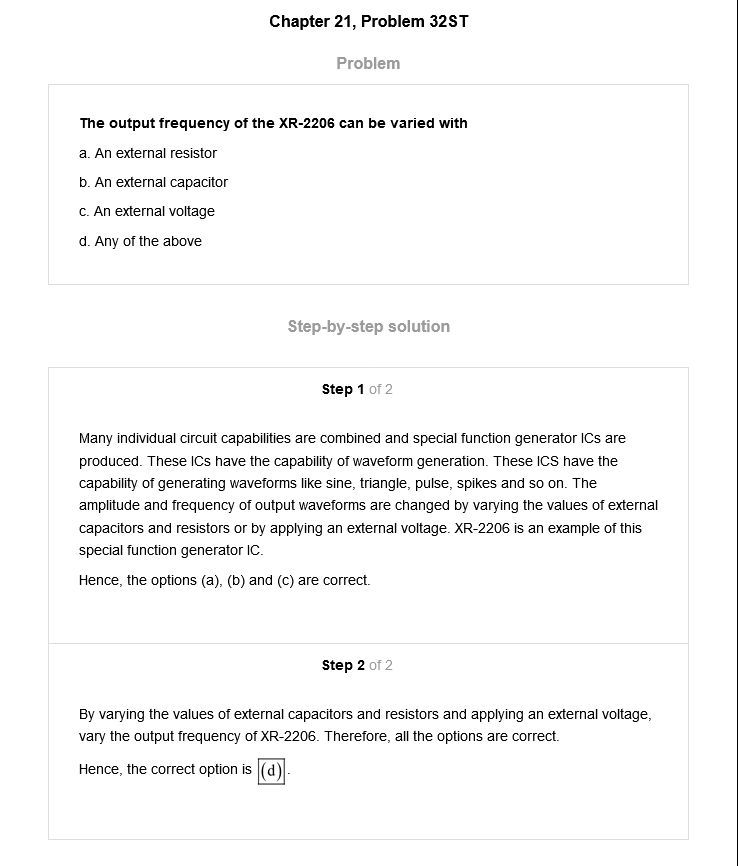 Chapter 21, Problem 32ST
Problem
The output frequency of the XR-2206 can be varied with
a. An external resistor
b. An external capacitor
c. An external voltage
d. Any of the above
Step-by-step solution
Step 1 of 2
Many individual circuit capabilities are combined and special function generator ICs are
produced. These ICs have the capability of waveform generation. These ICS have the
capability of generating waveforms like sine, triangle, pulse, spikes and so on. The
amplitude and frequency of output waveforms are changed by varying the values of external
capacitors and resistors or by applying an external voltage. XR-2206 is an example of this
special function generator IC.
Hence, the options (a), (b) and (c) are correct.
Step 2 of 2
By varying the values of external capacitors and resistors and applying an external voltage,
vary the output frequency of XR-2206. Therefore, all the options are correct.
Hence, the correct option is (d).